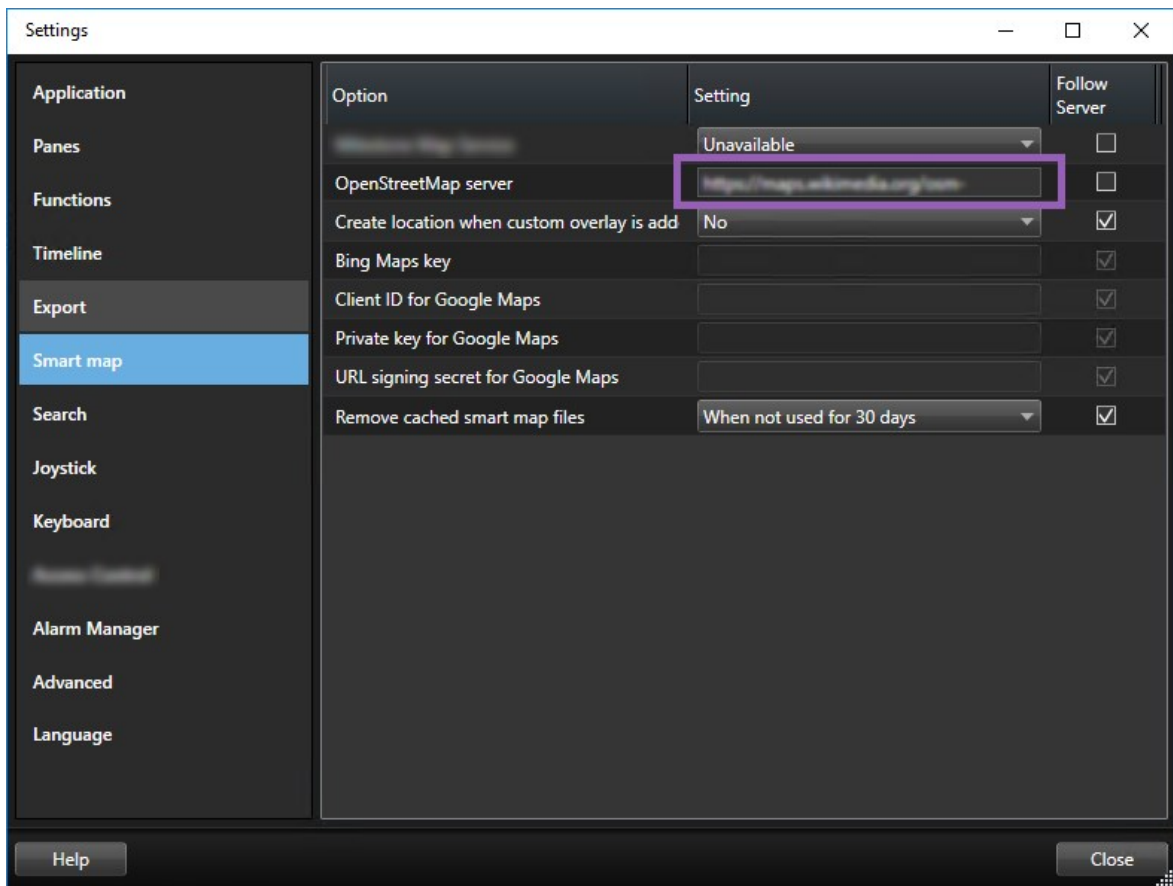 Settings
Application
Panes
Functions
Timeline
Export
Smart map
Search
Joystick
Keyboard
Alarm Manager
Advanced
Language
Option Setting Follow Server
Unavailable
OpenStreetMap server
Create location when custom overlay is add No
Bing Maps key
Client ID for Google Maps
Private key for Google Maps
URL signing secret for Google Maps
Remove cached smart map files When not used for 30 days
Help Close